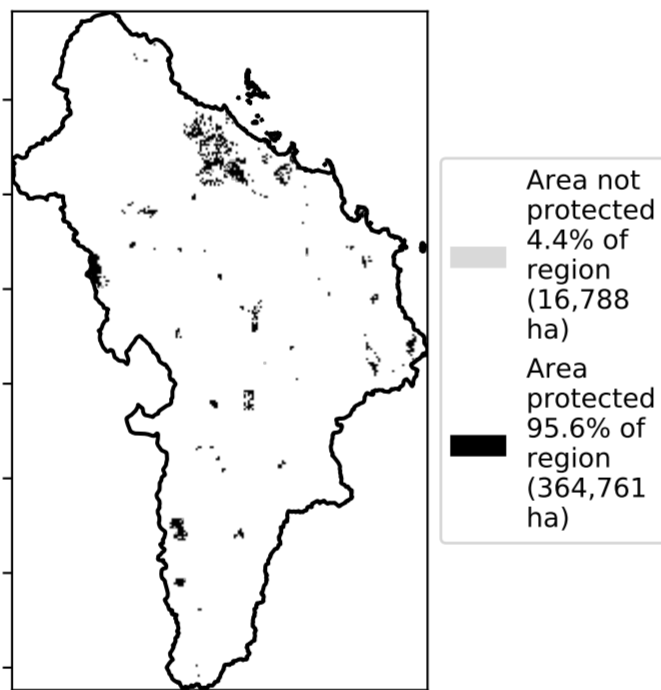 Area not
protected
4.4% of
region
(16,788
ha)
Area
protected
95.6% of
region
(364,761
ha)